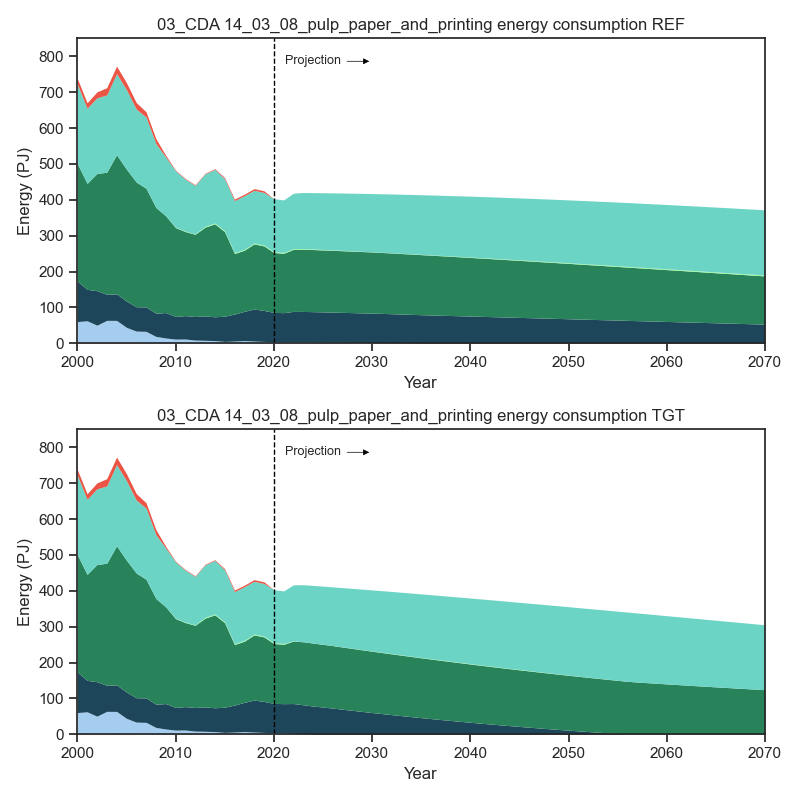 03_CDA 14_03_08_pulp_paper_and_printing energy consumption REF
800
700
600
500
400
300
200
100
0
Energy (PJ)
Projection
2000 2010 2020 2030 2040 2050 2060 2070
Year
03_CDA 14_03_08_pulp_paper_and_printing energy consumption TGT
800
700
600
500
400
300
200
100
0
Energy (PJ)
Projection
2000 2010 2020 2030 2040 2050 2060 2070
Year